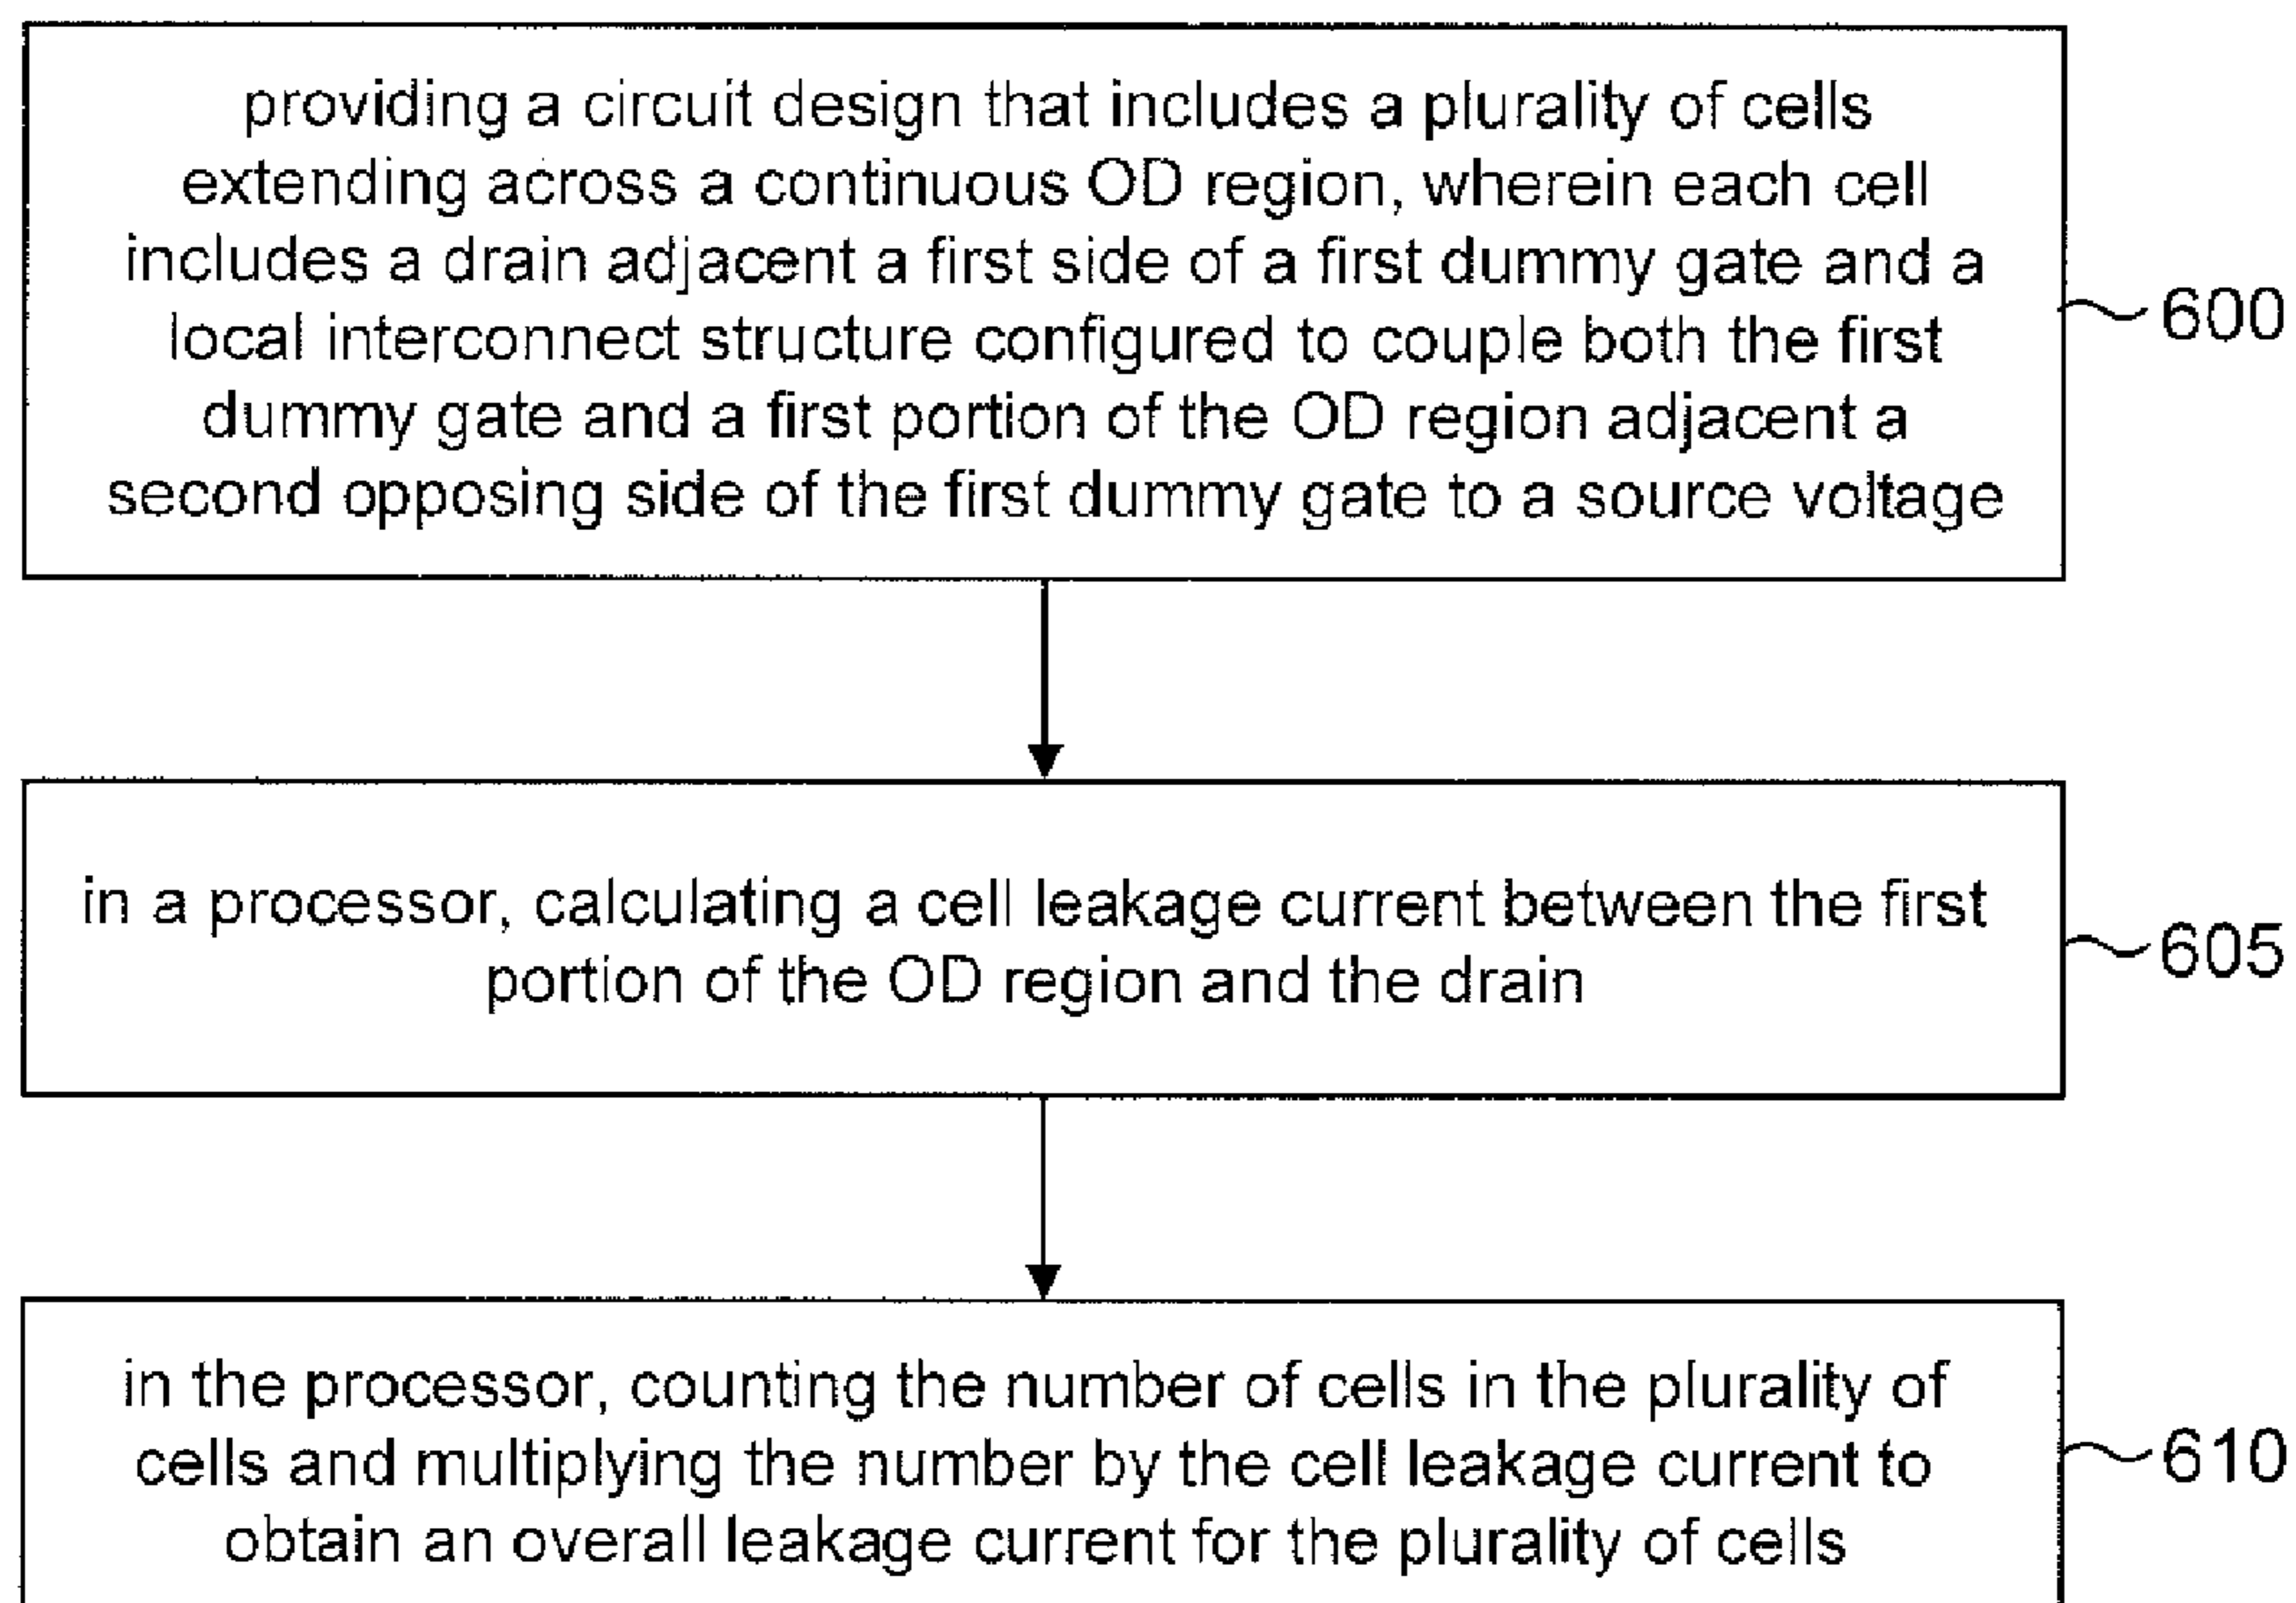 providing a circuit design that includes a plurality of cells
extending across a continuous OD region, wherein each cell
includes a drain adjacent a first side of a first dummy gate and a
local interconnect structure configured to couple both the first
dummy gate and a first portion of the OD region adjacent a
second opposing side of the first dummy gate to a source voltage
600
in a processor, calculating a cell leakage current between the first
portion of the OD region and the drain
605
in the processor, counting the number of cells in the plurality of
cells and multiplying the number by the cell leakage current to
obtain an overall leakage current for the plurality of cells
610